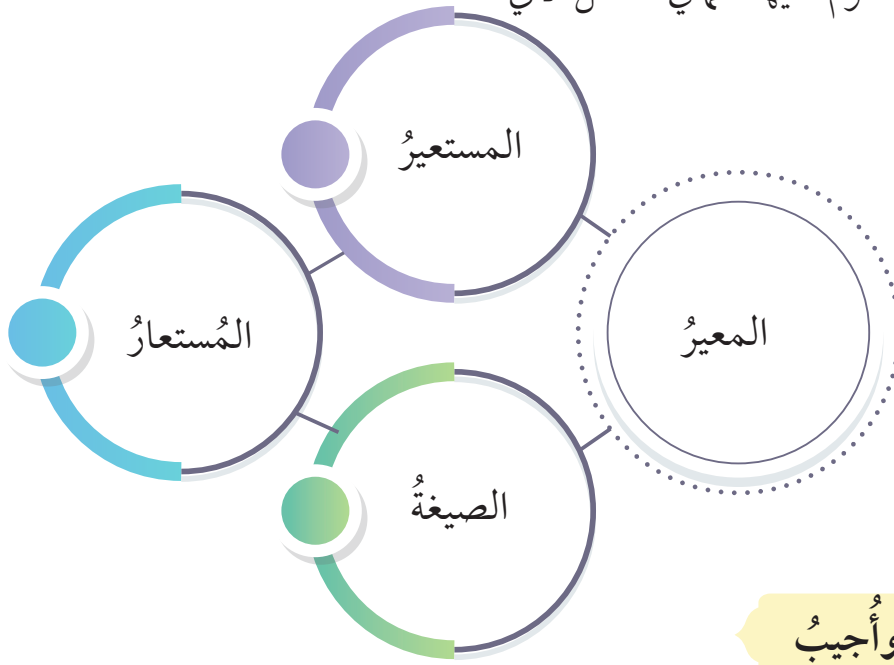 المستعيرُ
المعيرُ
المُستعارُ
الصيغةُ
وأُجيبُ